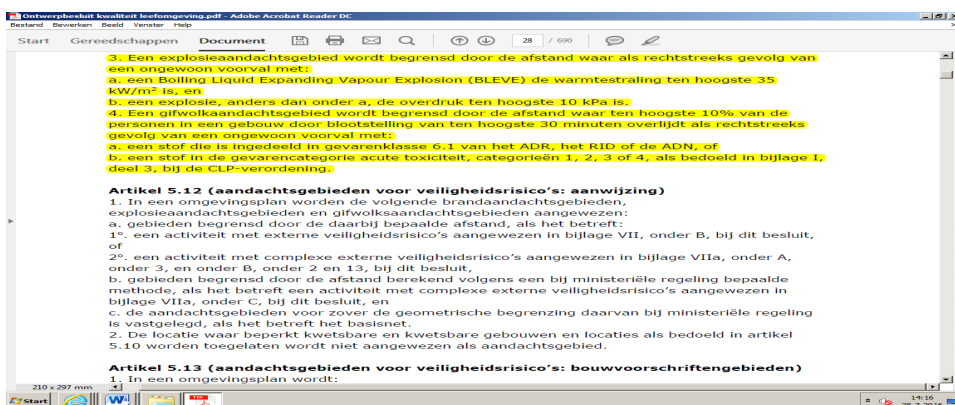 Ontwerpbesluit kwaliteit leefomgeving.pdf - Adobe Acrobat Reader DC
Bestand Bewerken Beeld Venster Help
Start Gereedschappen Document 28 / 690
3. Een explosieaandachtsgebied wordt begrensd door de afstand waar als rechtstreeks gevolg van
een ongewoon voorval met:
a. een Boiling Liquid Expanding Vapour Explosion (BLEVE) de warmtestraling ten hoogste 35
kW/m² is, en
b. een explosie, anders dan onder a, de overdruk ten hoogste 10 kPa is.
4. Een gifwolkaandachtsgebied wordt begrensd door de afstand waar ten hoogste 10% van de
personen in een gebouw door blootstelling van ten hoogste 30 minuten overlijdt als rechtstreeks
gevolg van een ongewoon voorval met:
a. een stof die is ingedeeld in gevarenklasse 6.1 van het ADR, het RID of de ADN, of
b. een stof in de gevarencategorie acute toxiciteit, categorieën 1, 2, 3 of 4, als bedoeld in bijlage I,
deel 3, bij de CLP-verordening.
Artikel 5.12 (aandachtsgebieden voor veiligheidsrisico's: aanwijzing)
1. In een omgevingsplan worden de volgende brandaandachtsgebieden,
explosieaandachtsgebieden en gifwolksaandachtsgebieden aangewezen:
a. gebieden begrensd door de daarbij bepaalde afstand, als het betreft:
1°. een activiteit met externe veiligheidsrisico's aangewezen in bijlage VII, onder B, bij dit besluit,
of
2°. een activiteit met complexe externe veiligheidsrisico's aangewezen in bijlage VIIa, onder A,
onder 3, en onder B, onder 2 en 13, bij dit besluit,
b. gebieden begrensd door de afstand berekend volgens een bij ministeriële regeling bepaalde
methode, als het betreft een activiteit met complexe externe veiligheidsrisico's aangewezen in
bijlage VIIa, onder C, bij dit besluit, en
c. de aandachtsgebieden voor zover de geometrische begrenzing daarvan bij ministeriële regeling
is vastgelegd, als het betreft het basisnet.
2. De locatie waar beperkt kwetsbare en kwetsbare gebouwen en locaties als bedoeld in artikel
5.10 worden toegelaten wordt niet aangewezen als aandachtsgebied.
Artikel 5.13 (aandachtsgebieden voor veiligheidsrisico's: bouwvoorschriftengebieden)
1. In een omgevingsplan wordt:
210 x 297 mm
Start 14:16